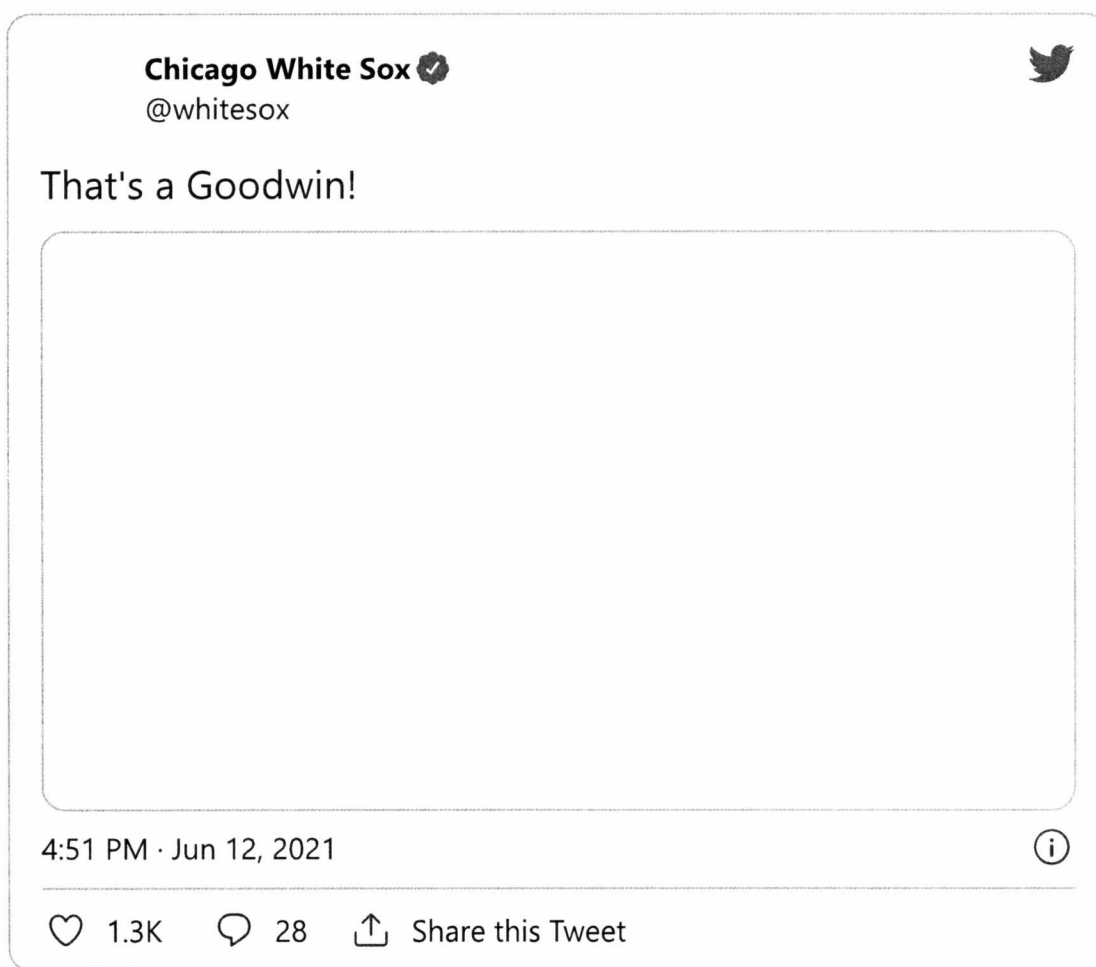 Chicago White Sox
@whitesox
That's a Goodwin!
4:51 PM · Jun 12, 2021
1.3K 28 Share this Tweet